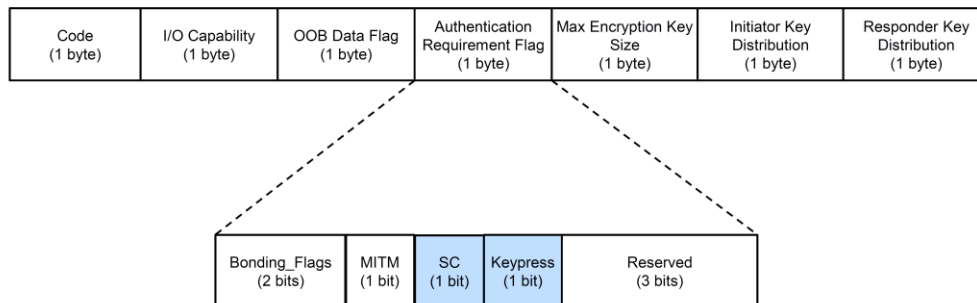 Code
(1 byte)
I/O Capability
(1 byte)
OOB Data Flag
(1 byte)
Authentication
Requirement Flag
(1 byte)
Max Encryption Key
Size
(1 byte)
Initiator Key
Distribution
(1 byte)
Responder Key
Distribution
(1 byte)
Bonding_Flags
(2 bits)
MITM
(1 bit)
SC
(1 bit)
Keypress
(1 bit)
Reserved
(3 bits)